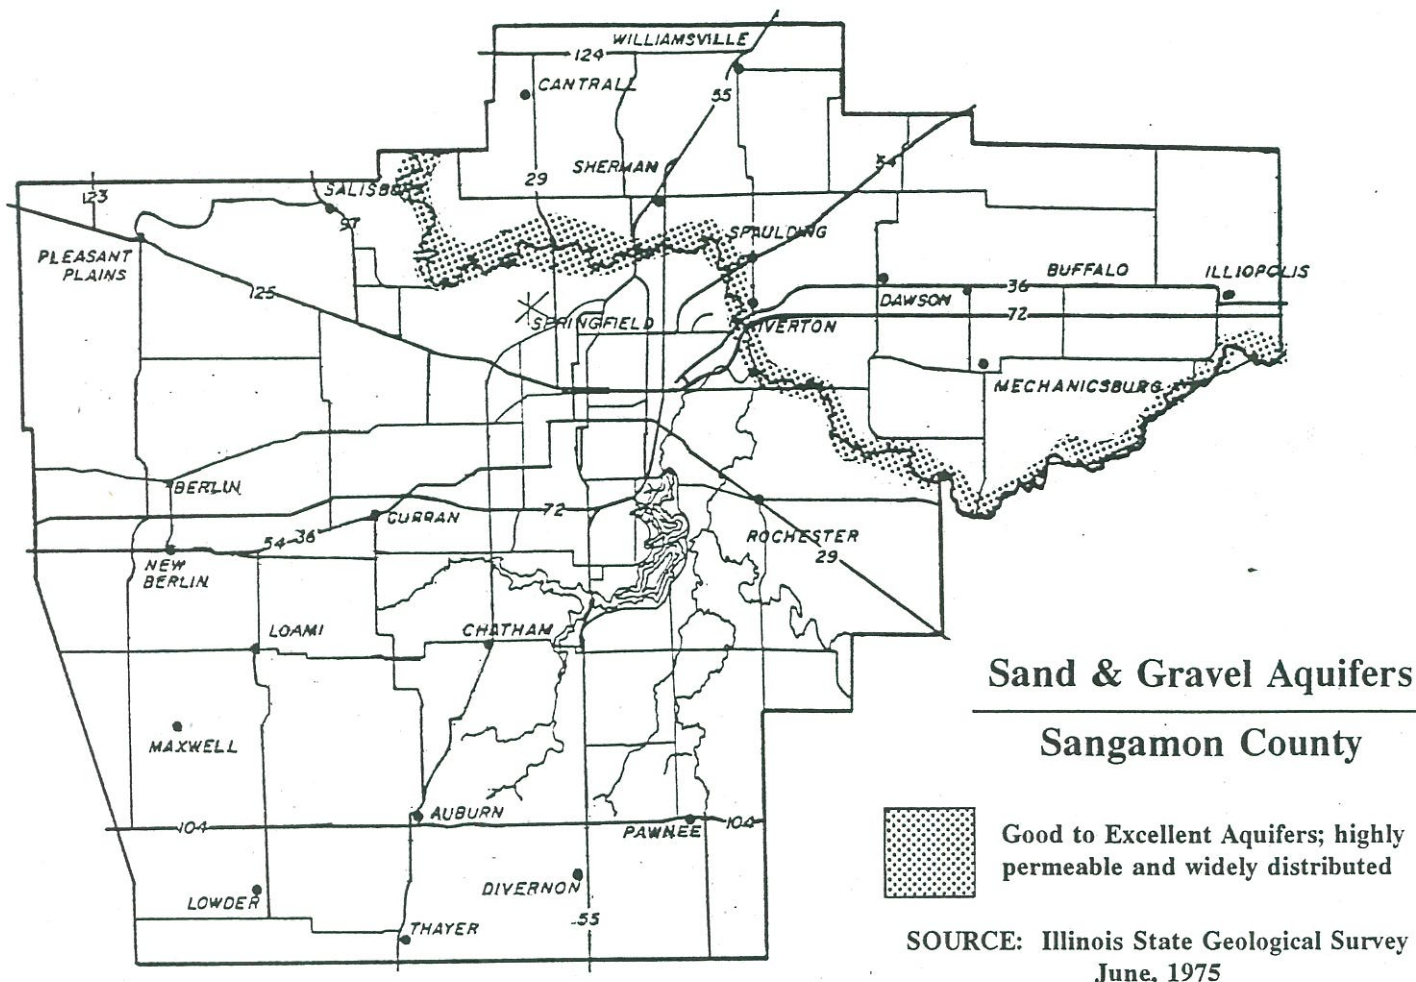 WILLIAMSVILLE
124
CANTRALL
55
SHERMAN
54
29
123
SALISBURY
97
SPAULDING
PLEASANT
PLAINS
125
BUFFALO
ILLIOPOLIS
36
DAWSON
72
SPRINGFIELD
RIVERTON
MECHANICSBURG
BERLIN
CURRAN
72
54 36
ROCHESTER
29
NEW
BERLIN
LOAMI
CHATHAM
MAXWELL
AUBURN
104
PAWNEE
104
DIVERNON
LOWDER
55
THAYER
Sand & Gravel Aquifers
Sangamon County
Good to Excellent Aquifers; highly
permeable and widely distributed
SOURCE: Illinois State Geological Survey
June, 1975